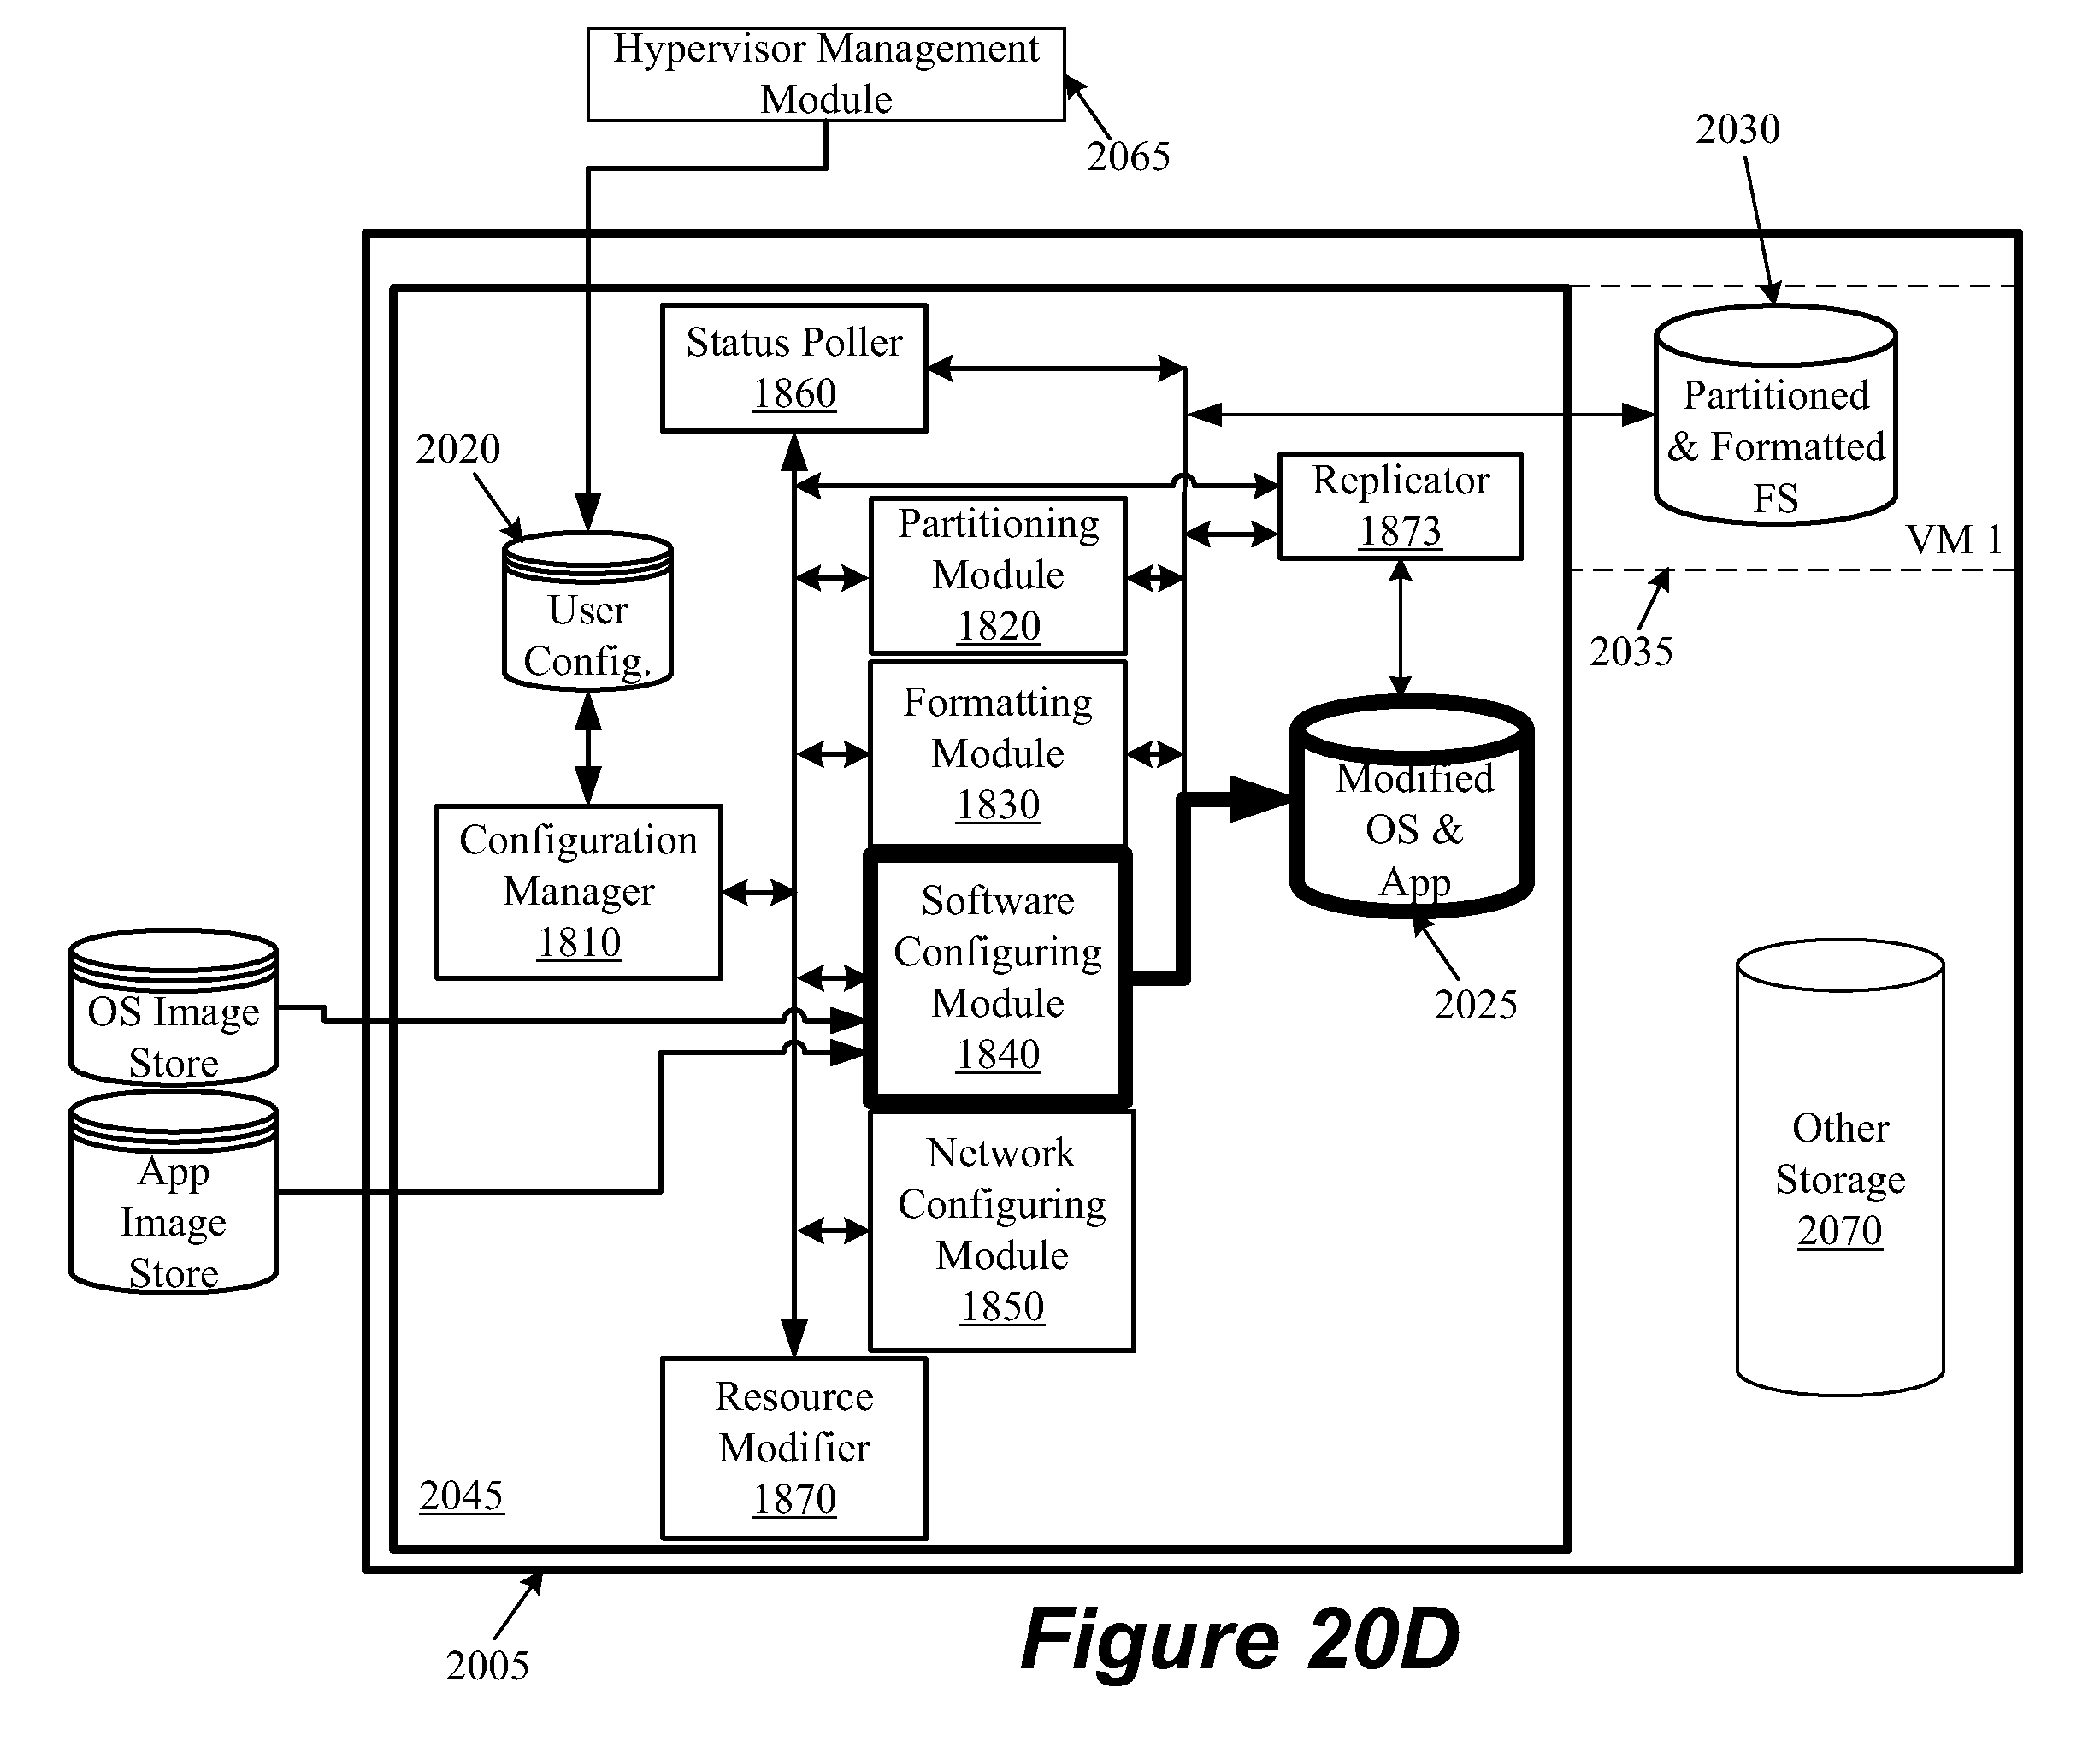 Hypervisor Management
Module
2065
2030
Status Poller
1860
2020
Partitioned
& Formatted
FS
VM 1
Replicator
1873
Partitioning
Module
1820
User
Config.
2035
Formatting
Module
1830
Modified
OS &
App
2025
Configuration
Manager
1810
Software
Configuring
Module
1840
OS Image
Store
App
Image
Store
Network
Configuring
Module
1850
Other
Storage
2070
Resource
Modifier
1870
2045
2005
Figure 20D